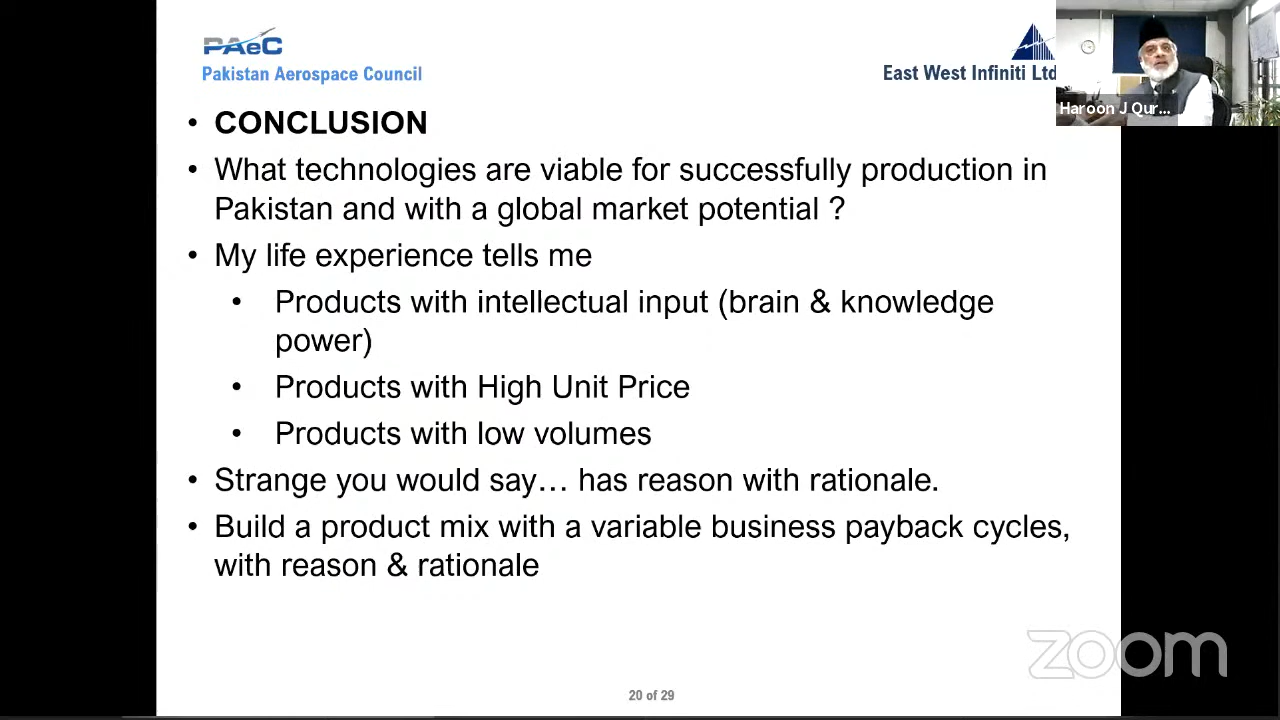 PAeC
Pakistan Aerospace Council
East West Infiniti Ltd
Haroon J Qur...
• CONCLUSION
• What technologies are viable for successfully production in
Pakistan and with a global market potential ?
• My life experience tells me
• Products with intellectual input (brain & knowledge
power)
• Products with High Unit Price
• Products with low volumes
• Strange you would say… has reason with rationale.
• Build a product mix with a variable business payback cycles,
with reason & rationale
zoom
20 of 29